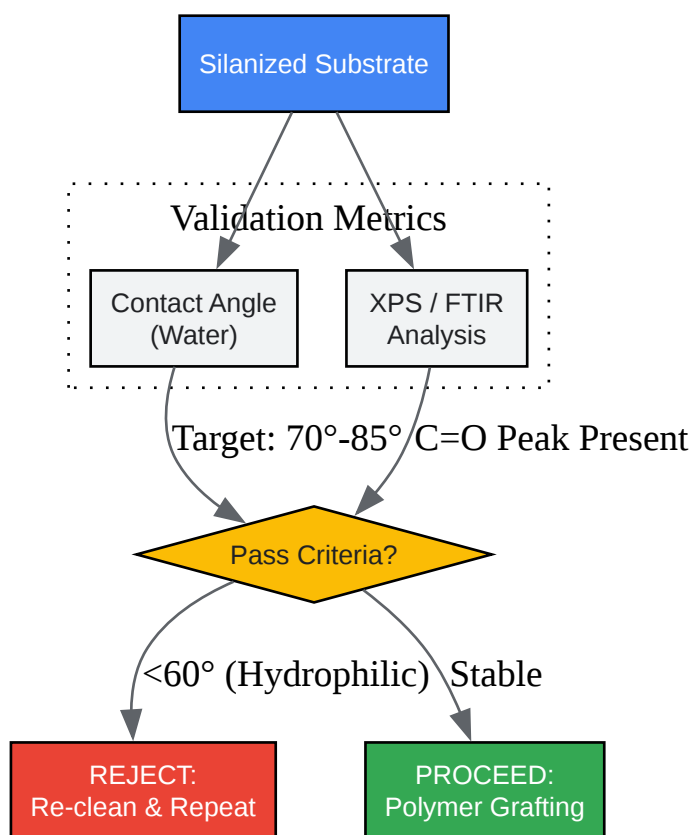 Silanized Substrate
Validation Metrics
Contact Angle
(Water)
XPS / FTIR
Analysis
Target: 70°-85°
C=O Peak Present
Pass Criteria?
<60° (Hydrophilic)
Stable
REJECT:
Re-clean & Repeat
PROCEED:
Polymer Grafting